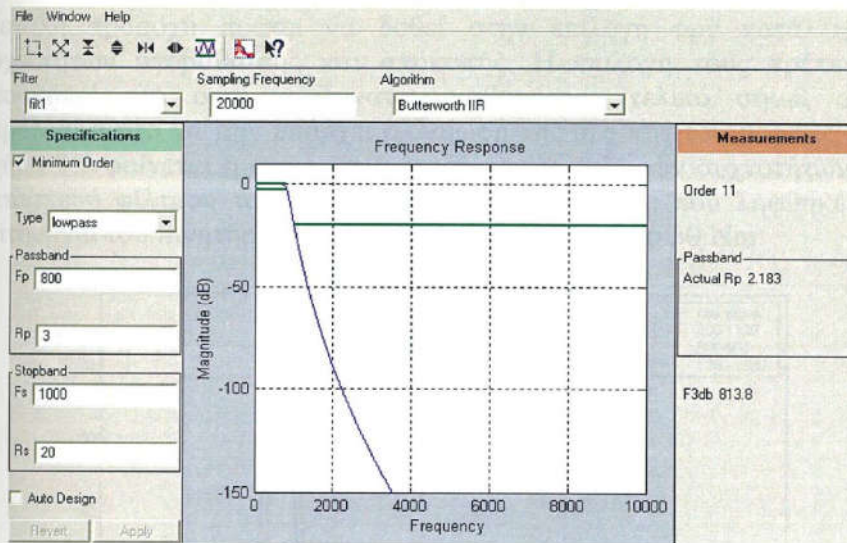 File Window Help
Filter
Sampling Frequency
Algorithm
filt1
20000
Butterworth IIR
Specifications
Minimum Order
Type lowpass
Passband
Fp 800
Rp 3
Stopband
Fs 1000
Rs 20
Auto Design
Revert
Apply
Frequency Response
Magnitude (dB)
0
-50
-100
-150
0 2000 4000 6000 8000 10000
Frequency
Measurements
Order 11
Passband
Actual Rp 2.183
F3db 813.8